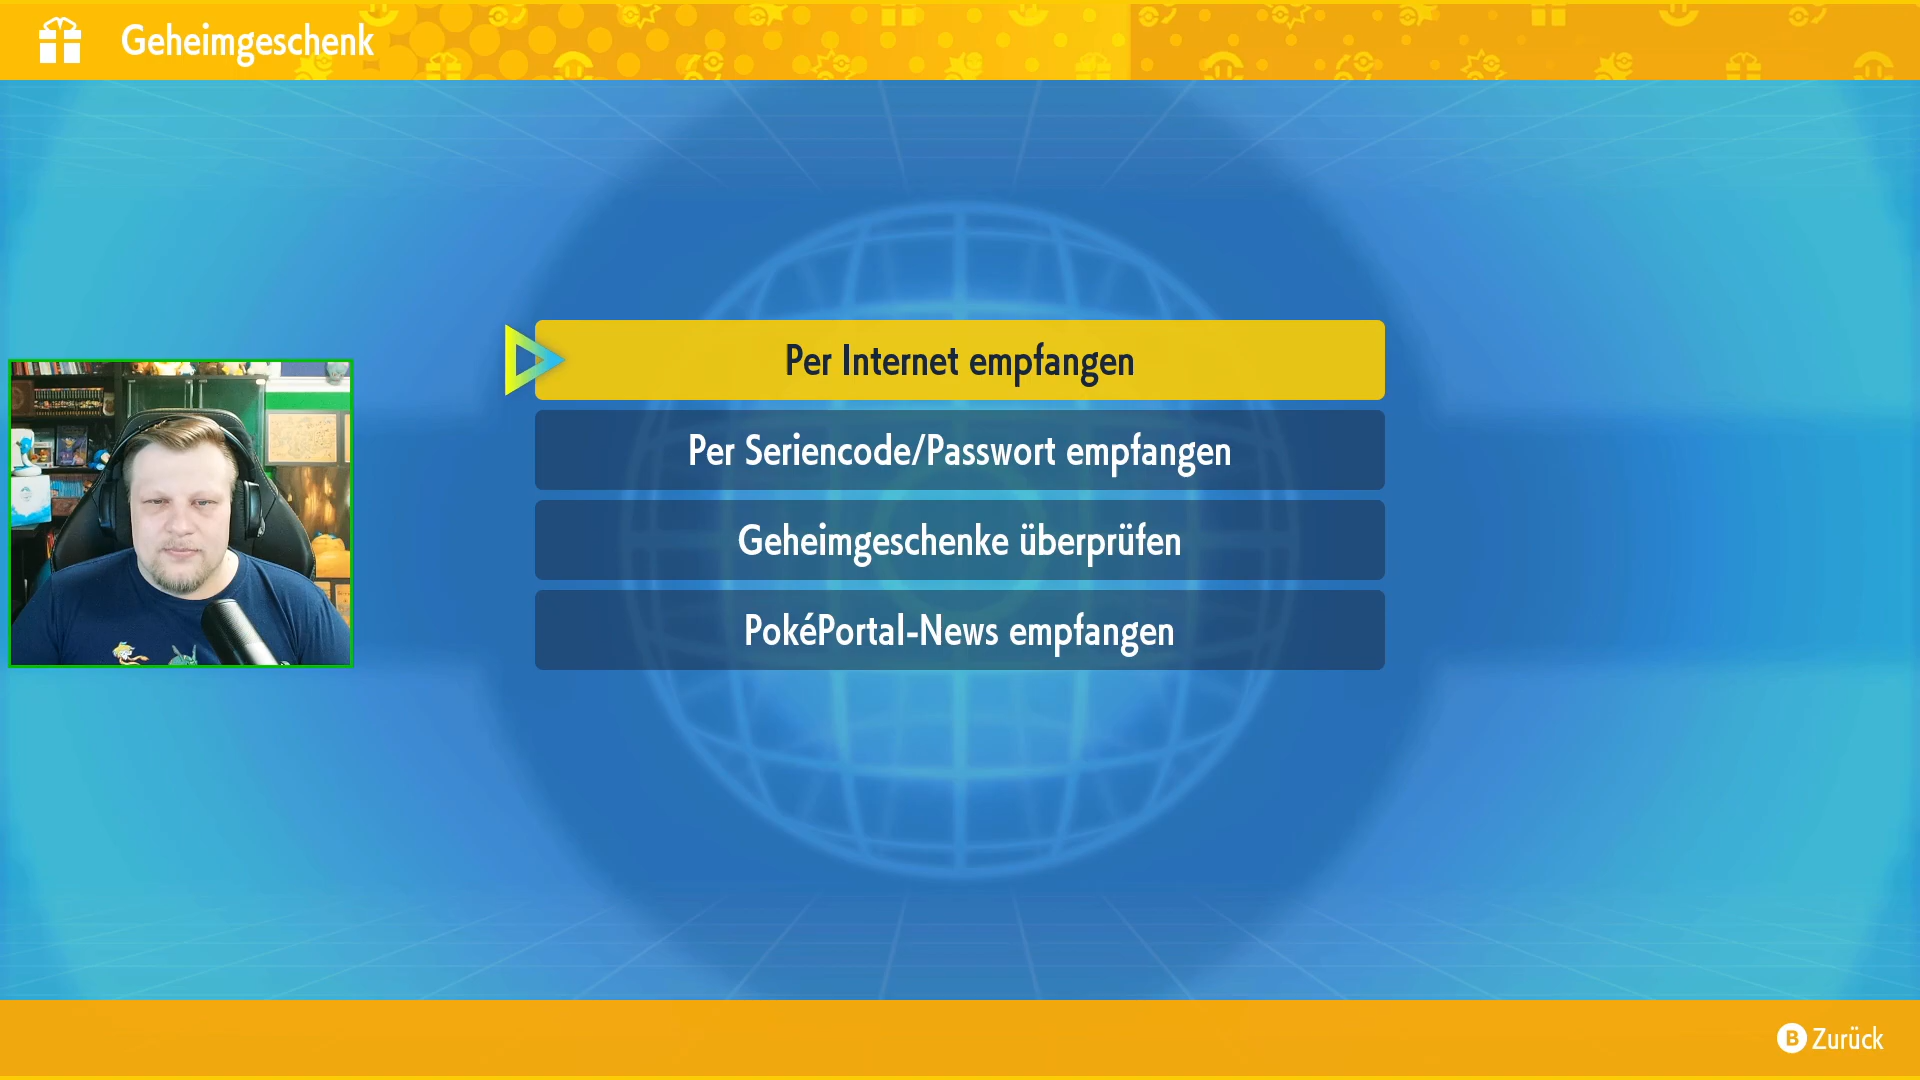 Geheimgeschenk
Per Internet empfangen
Per Seriencode/Passwort empfangen
Geheimgeschenke überprüfen
PokéPortal-News empfangen
B Zurück